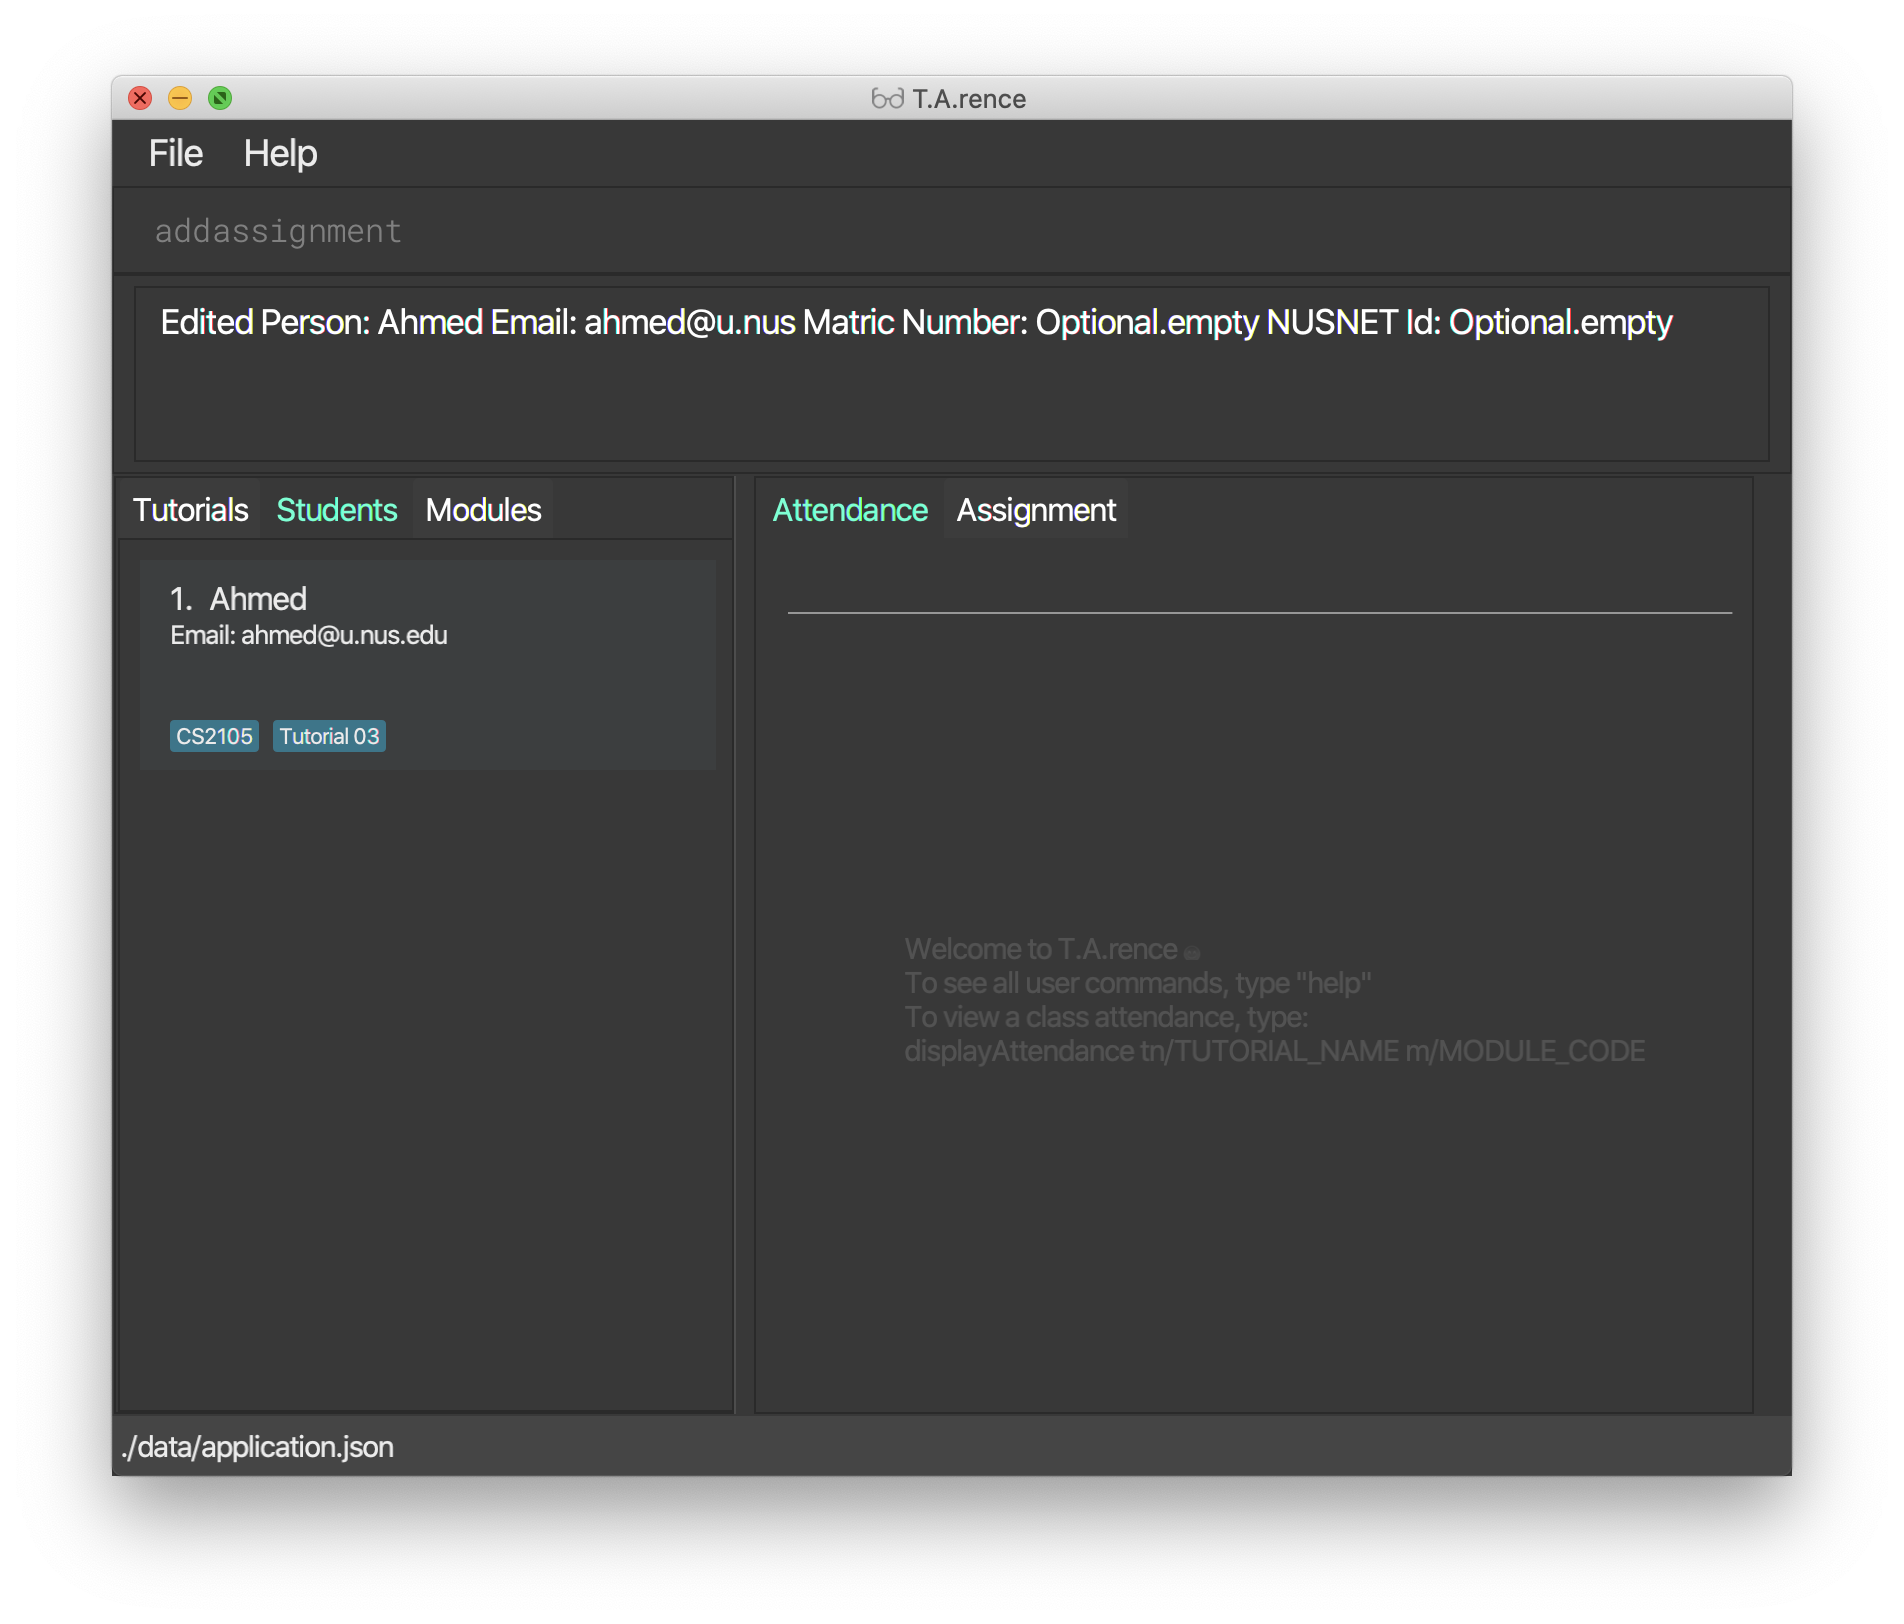 T.A.rence
File Help
addassignment
Edited Person: Ahmed Email: ahmed@u.nus Matric Number: Optional.empty NUSNET Id: Optional.empty
Tutorials Students Modules
Attendance Assignment
1. Ahmed
Email: ahmed@u.nus.edu
CS2105 Tutorial 03
Welcome to T.A.rence
To see all user commands, type "help"
To view a class attendance, type:
displayAttendance tn/TUTORIAL_NAME m/MODULE_CODE
./data/application.json